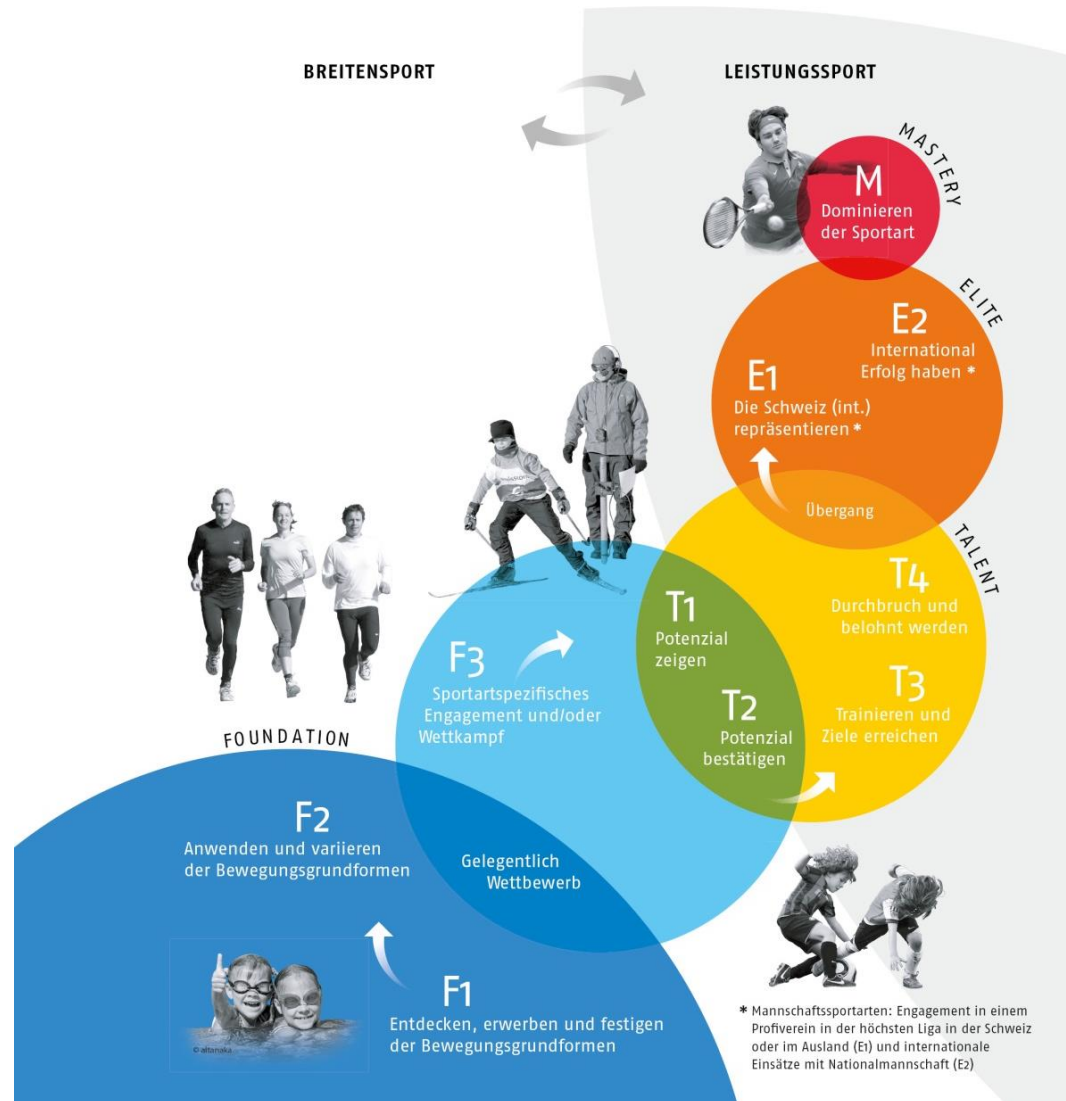 BREITENSPORT
LEISTUNGSSPORT
MASTERY
M
Dominieren
der Sportart
ELITE
E2
International
Erfolg haben *
E1
Die Schweiz (int.)
repräsentieren *
Übergang
TALENT
T4
Durchbruch und
belohnt werden
T1
Potenzial
zeigen
T3
Trainieren und
Ziele erreichen
T2
Potenzial
bestätigen
F3
Sportartspezifisches
Engagement und/oder
Wettkampf
FOUNDATION
F2
Anwenden und variieren
der Bewegungsgrundformen
Gelegentlich
Wettbewerb
F1
Entdecken, erwerben und festigen
der Bewegungsgrundformen
© altanaka
* Mannschaftssportarten: Engagement in einem
Profiverein in der höchsten Liga in der Schweiz
oder im Ausland (E1) und internationale
Einsätze mit Nationalmannschaft (E2)